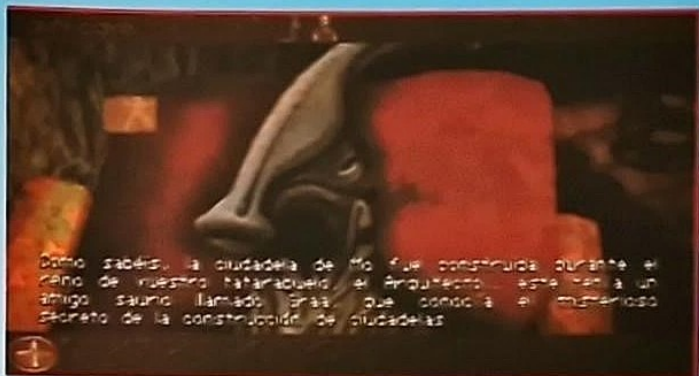 Como sabéis, la ciudadela de Mo fue construida durante el
reino de vuestro tatarabuelo, el Arquitecto... este tenía un
amigo saurio llamado Graa, que conocía el misterioso
secreto de la construcción de ciudadelas